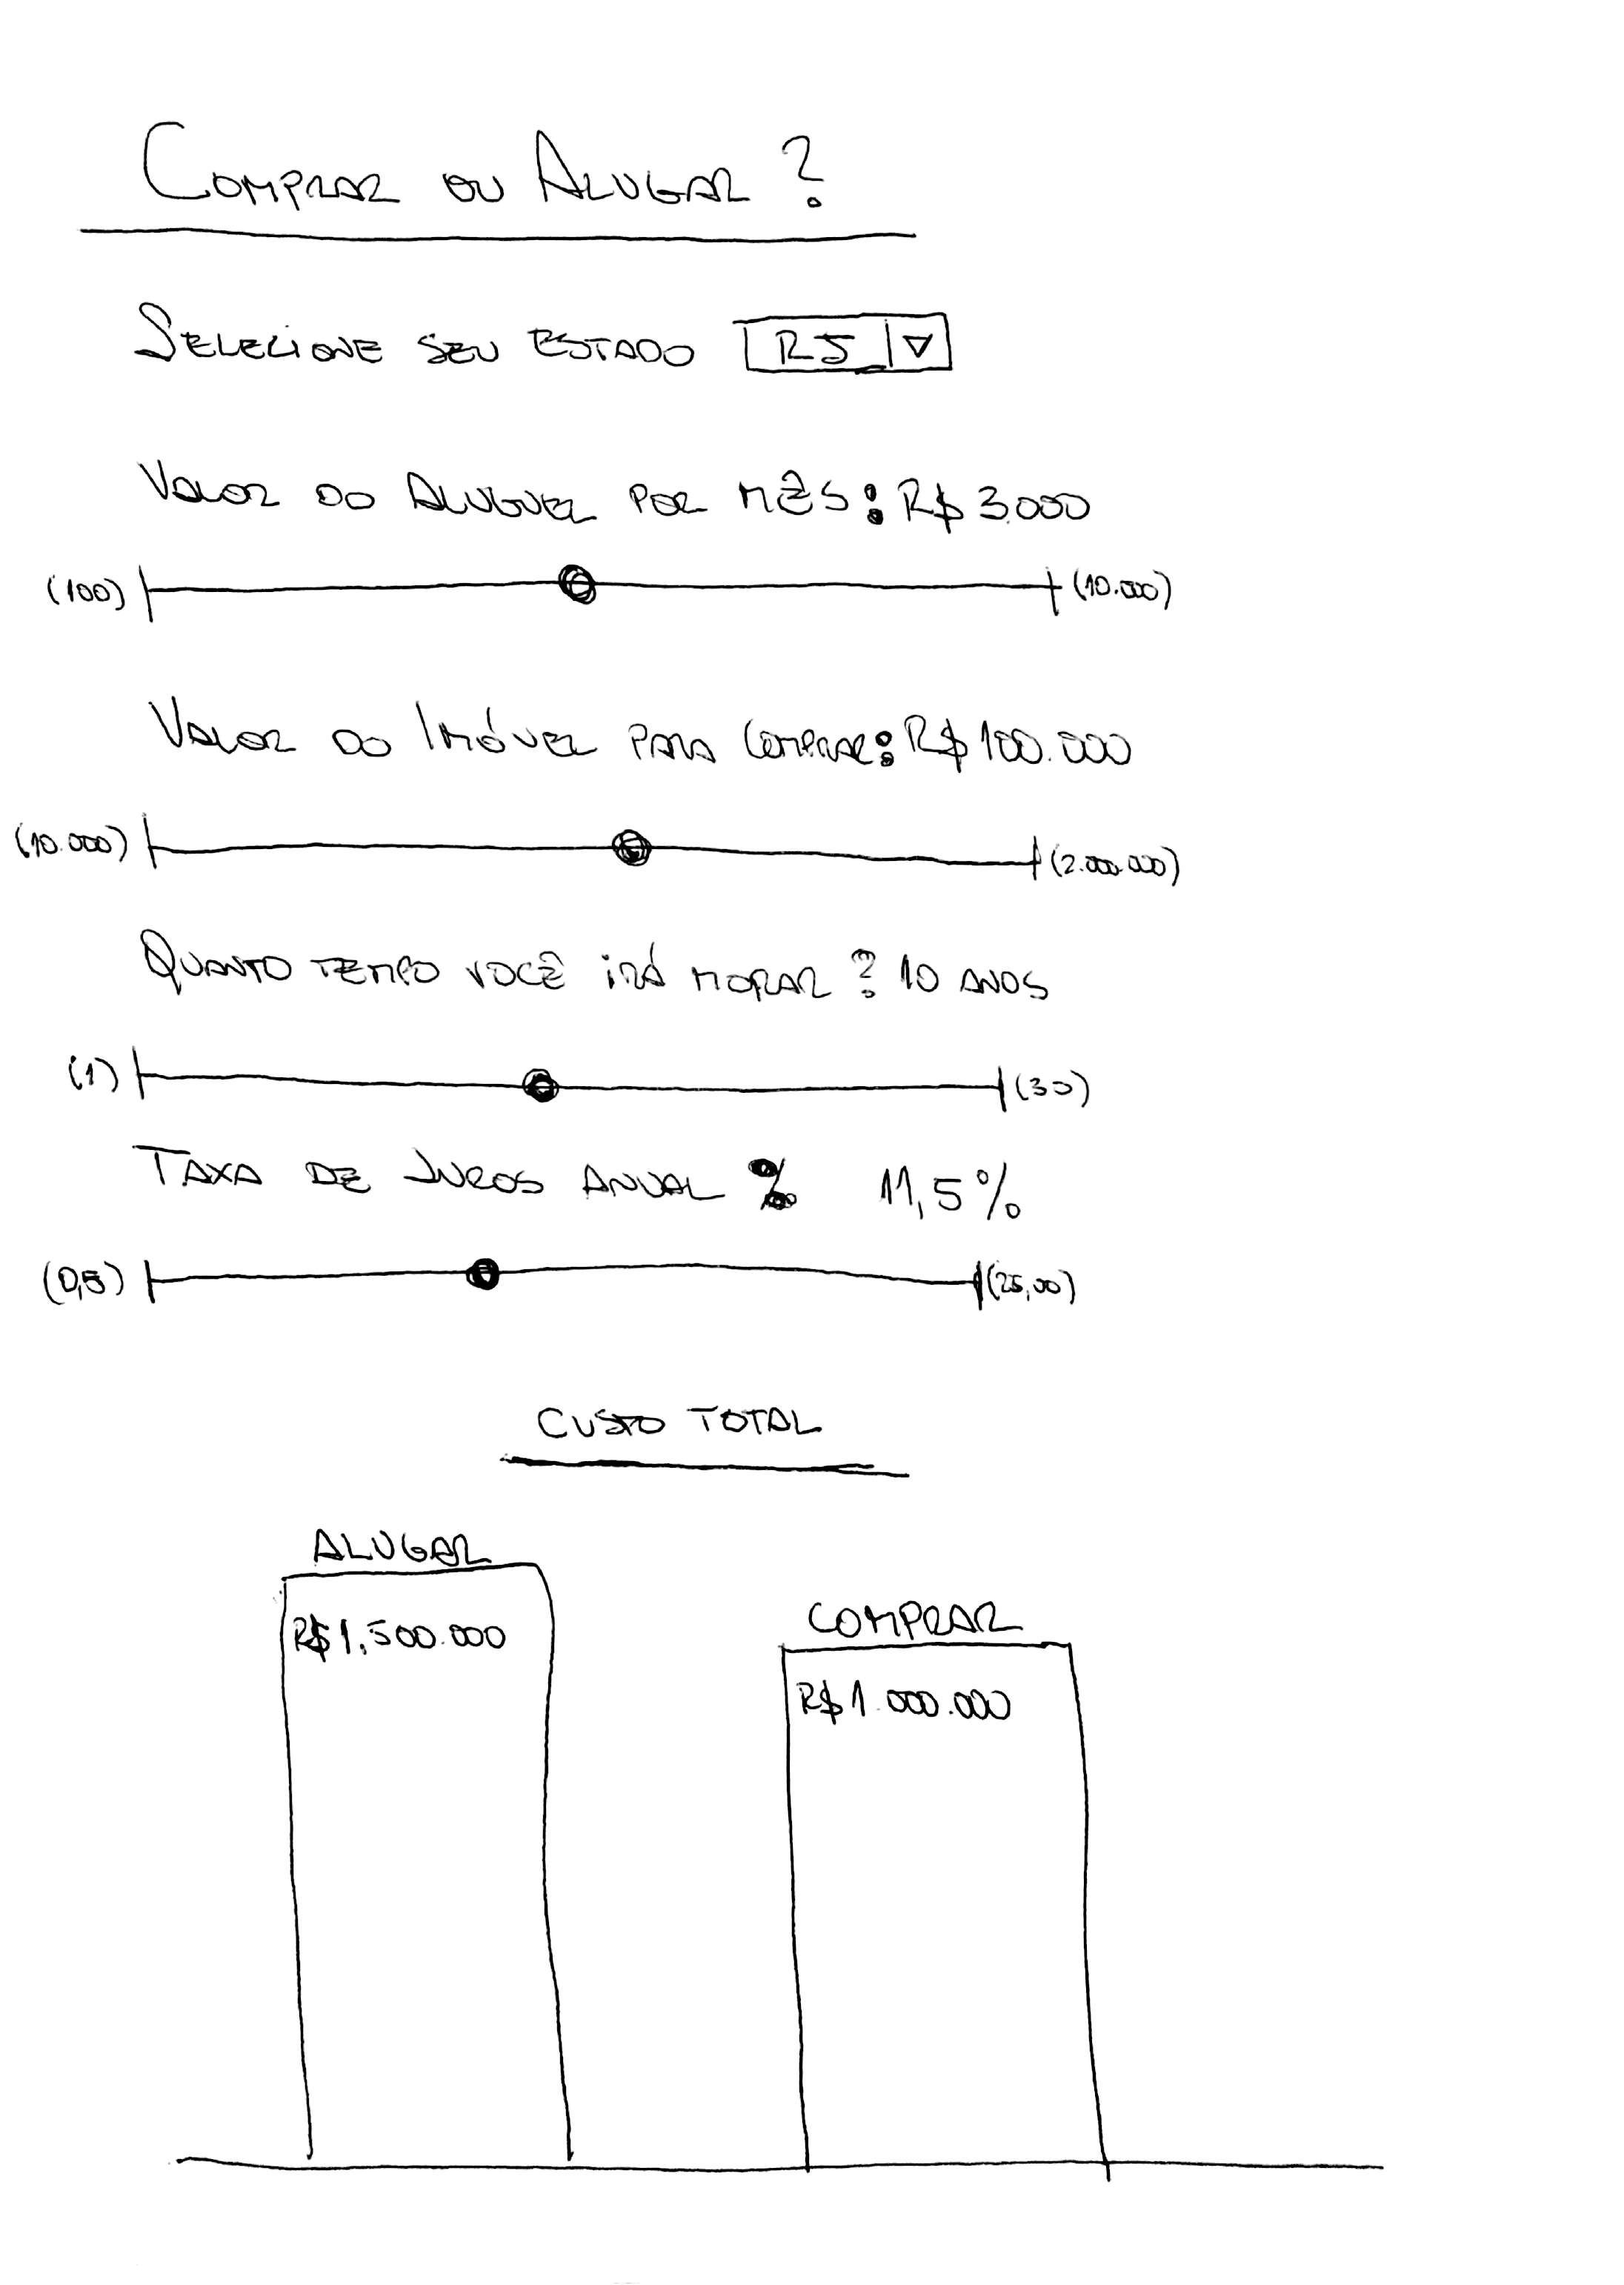 COMPRAR OU ALUGAR ?
SELECIONE SEU ESTADO RJ
VALOR DO ALUGUEL POR MÊS: R$ 3.000
(100) (10.000)
VALOR DO IMÓVEL PARA COMPRAR: R$ 100.000
(10.000) (2.000.000)
QUANTO TEMPO VOCÊ IRÁ MORAR ? 10 ANOS
(1) (30)
TAXA DE JUROS ANUAL % 11,5%
(0,5) (25,00)
CUSTO TOTAL
ALUGAR
R$ 1.500.000
COMPRAR
R$ 1.000.000